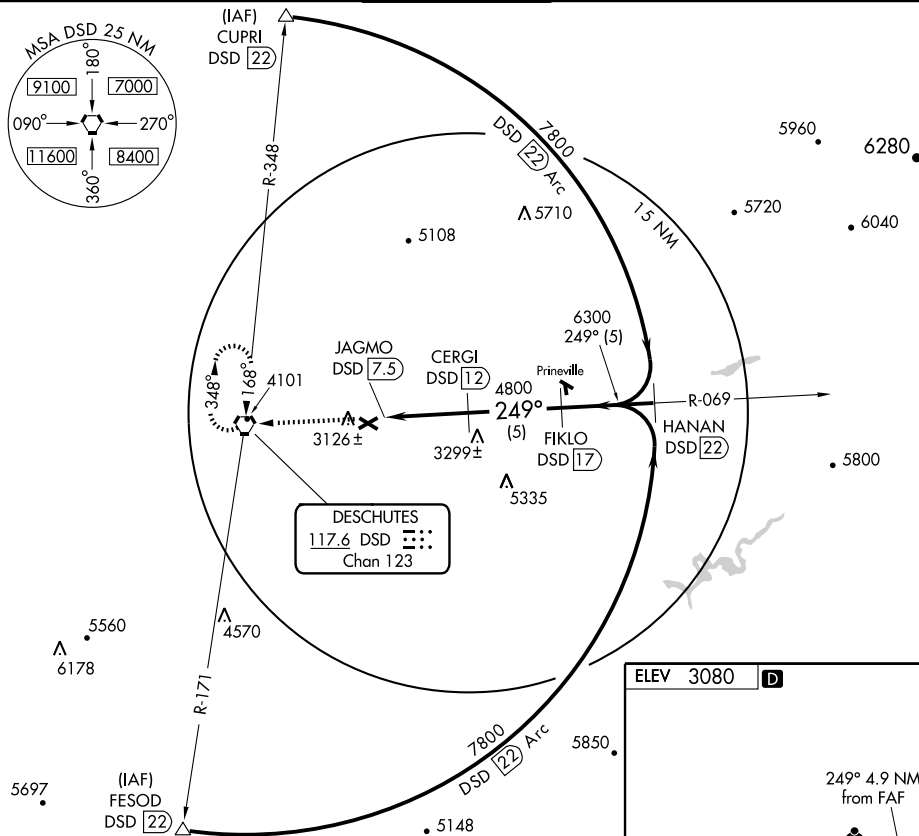 (IAF)
CUPRI
DSD 22
MSA DSD 25 NM
180°
9100
7000
090°
270°
11600
8400
360°
R-348
DSD 22 Arc
7800
15 NM
5960
6280
5720
6040
5710
5108
6300
249° (5)
JAGMO
DSD 7.5
CERGI
DSD 12
Prineville
4800
249°
(5)
R-069
348°
168°
4101
3126±
3299±
FIKLO
DSD 17
HANAN
DSD 22
5800
5335
DESCHUTES
117.6 DSD
Chan 123
5560
6178
4570
R-171
ELEV 3080 D
7800
DSD 22 Arc
5850
5697
(IAF)
FESOD
DSD 22
5148
249° 4.9 NM
from FAF